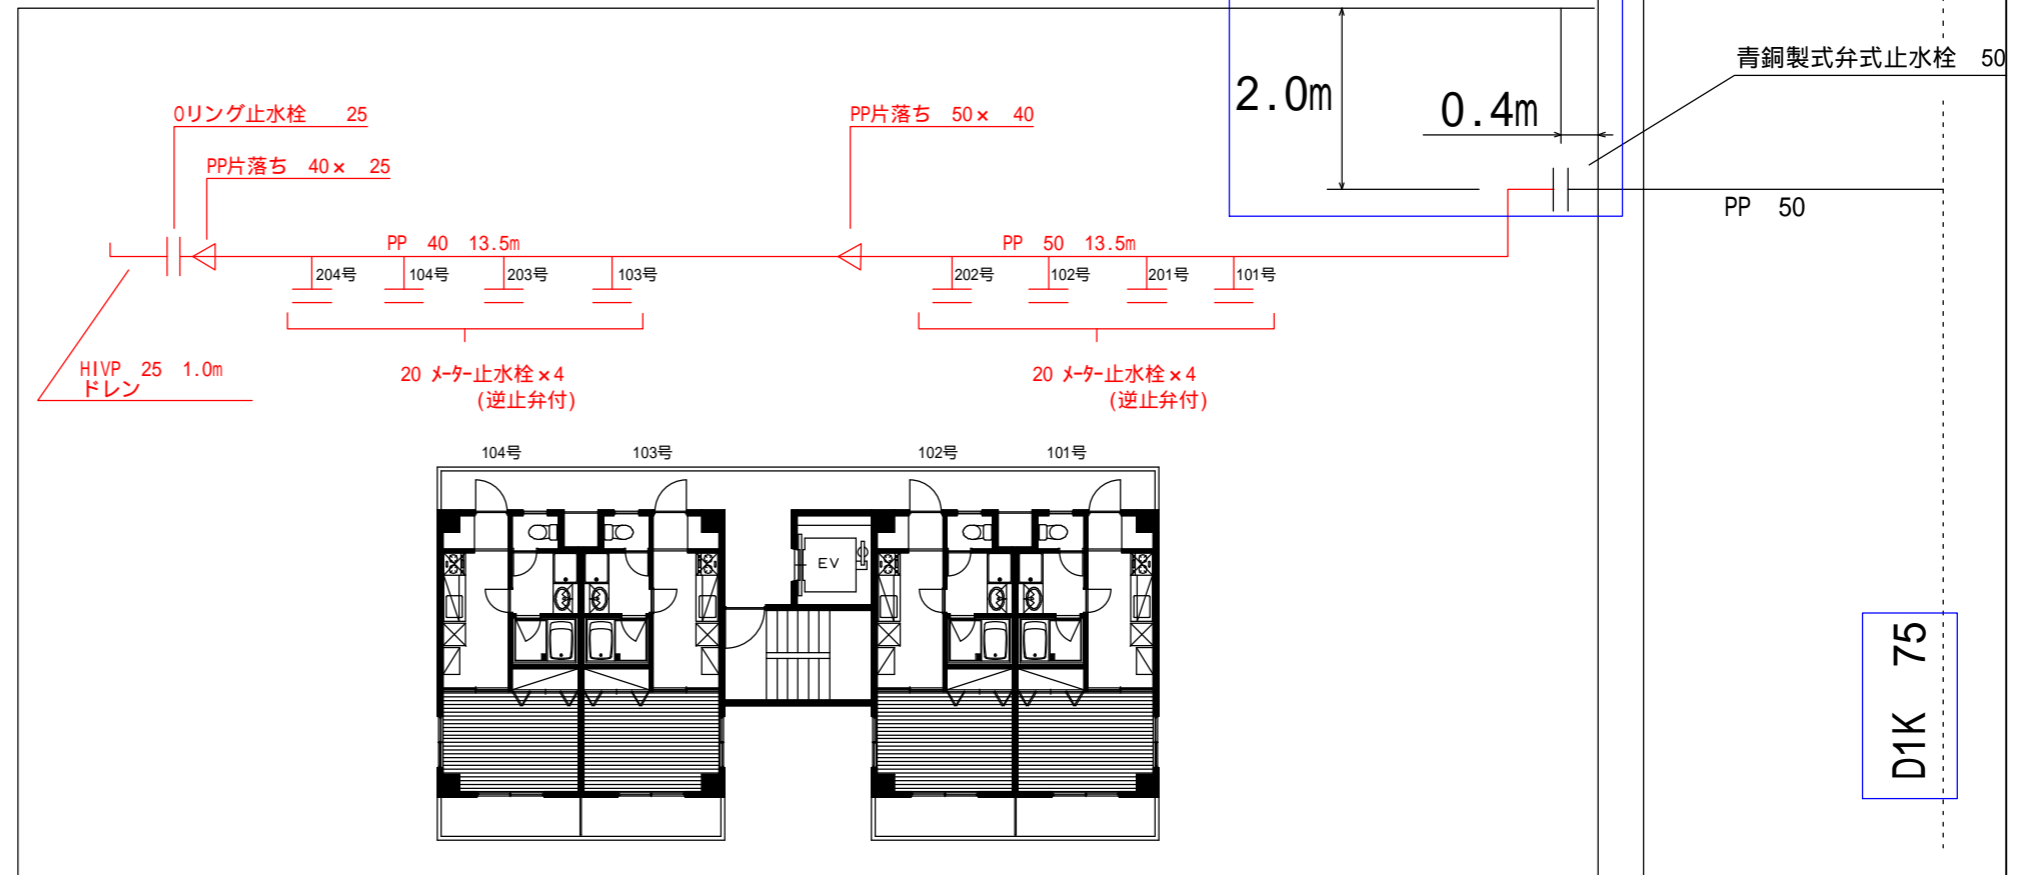 青銅製式弁式止水栓 50
2.0m
0.4m
Oリング止水栓 25
PP片落ち 50× 40
PP片落ち 40× 25
PP 50
PP 40 13.5m
PP 50 13.5m
204号
104号
203号
103号
202号
102号
201号
101号
HIVP 25 1.0m
ドレン
20 メーター止水栓×4
(逆止弁付)
20 メーター止水栓×4
(逆止弁付)
104号
103号
102号
101号
EV
D1K 75